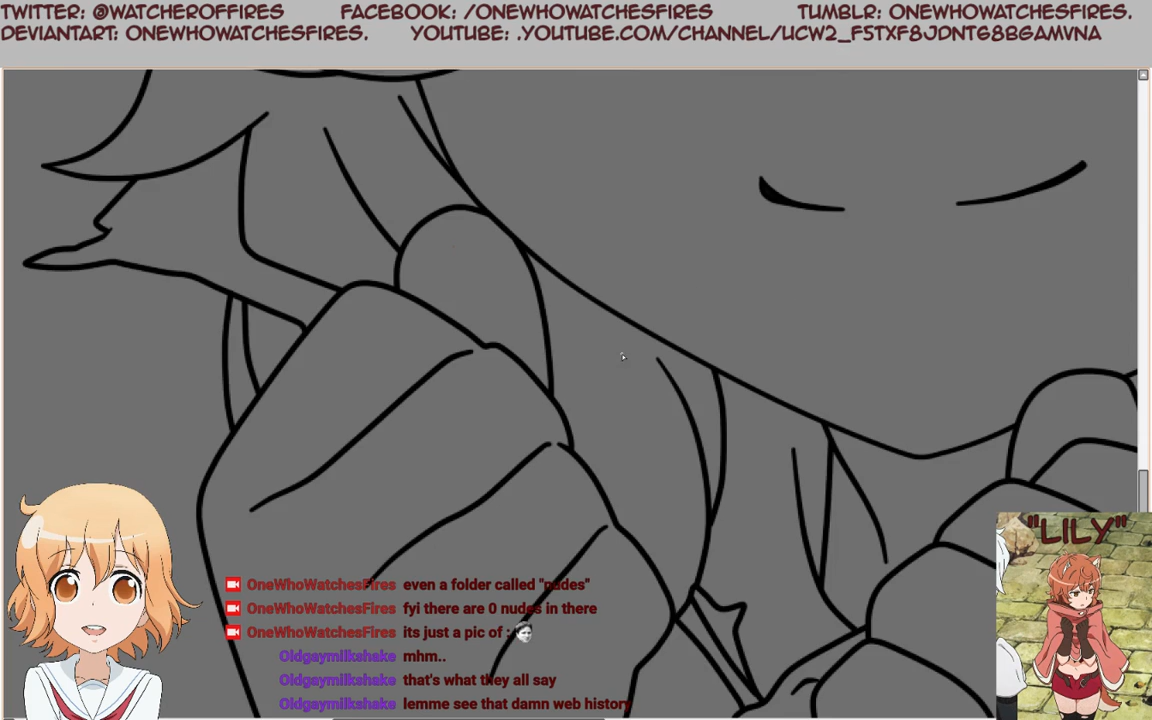 TWITTER: @WATCHEROFFIRES FACEBOOK: /ONEWHOWATCHESFIRES TUMBLR: ONEWHOWATCHESFIRES.
DEVIANTART: ONEWHOWATCHESFIRES. YOUTUBE: .YOUTUBE.COM/CHANNEL/UCW2_F5TXF8JDNTG8BGAMVNA
"LILY"
OneWhoWatchesFires even a folder called "nudes"
OneWhoWatchesFires fyi there are 0 nudes in there
OneWhoWatchesFires its just a pic of :
Oldgaymilkshake mhm..
Oldgaymilkshake that's what they all say
Oldgaymilkshake lemme see that damn web history